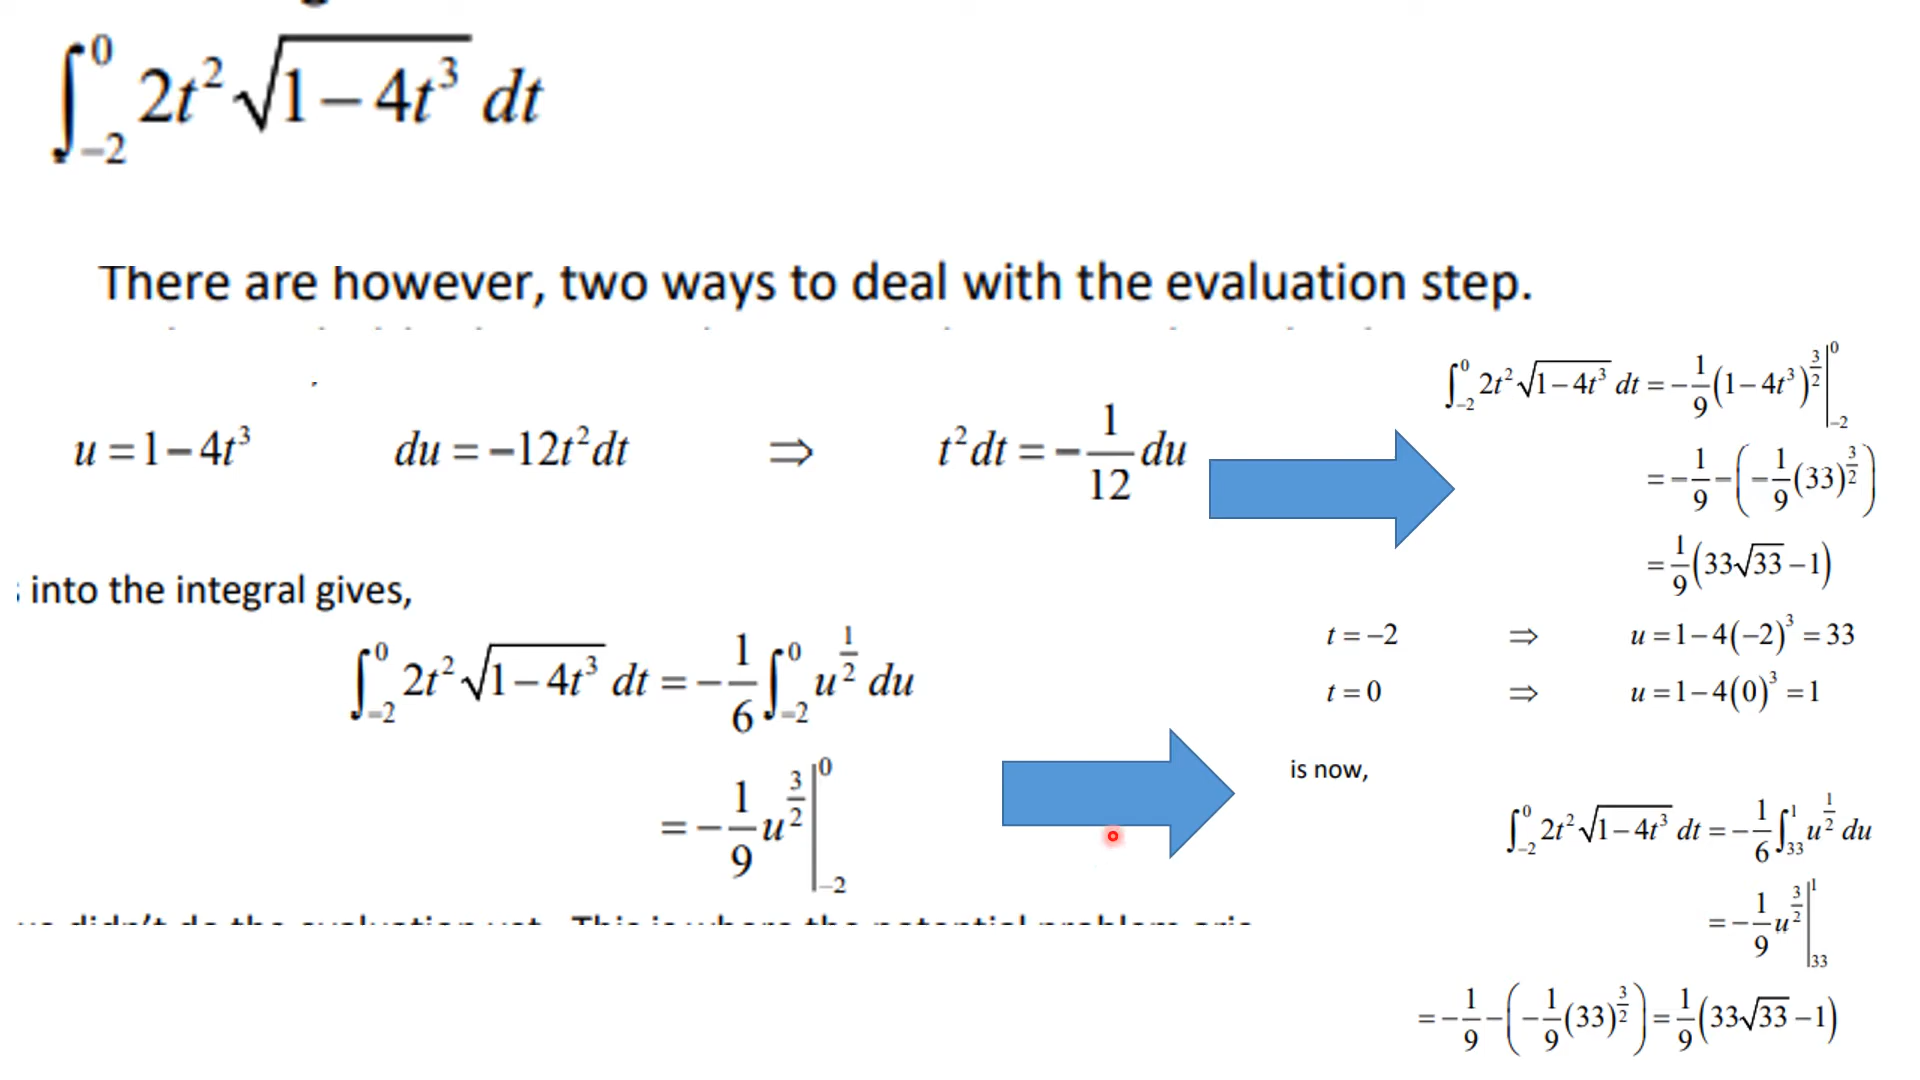 ∫_{-2}^{0} 2t²√(1−4t³) dt
There are however, two ways to deal with the evaluation step.
u = 1−4t³    du = −12t²dt    ⇒    t²dt = −(1/12)du
into the integral gives,
∫_{-2}^{0} 2t²√(1−4t³) dt = −(1/6)∫_{-2}^{0} u^{1/2} du
= −(1/9)u^{3/2} |_{-2}^{0}
∫_{-2}^{0} 2t²√(1−4t³) dt = −(1/9)(1−4t³)^{3/2} |_{-2}^{0}
= −(1/9)−(−(1/9)(33)^{3/2})
= (1/9)(33√33 −1)
t = −2    ⇒    u = 1−4(−2)³ = 33
t = 0    ⇒    u = 1−4(0)³ = 1
is now,
∫_{-2}^{0} 2t²√(1−4t³) dt = −(1/6)∫_{33}^{1} u^{1/2} du
= −(1/9)u^{3/2} |_{33}^{1}
= −(1/9)−(−(1/9)(33)^{3/2}) = (1/9)(33√33 −1)